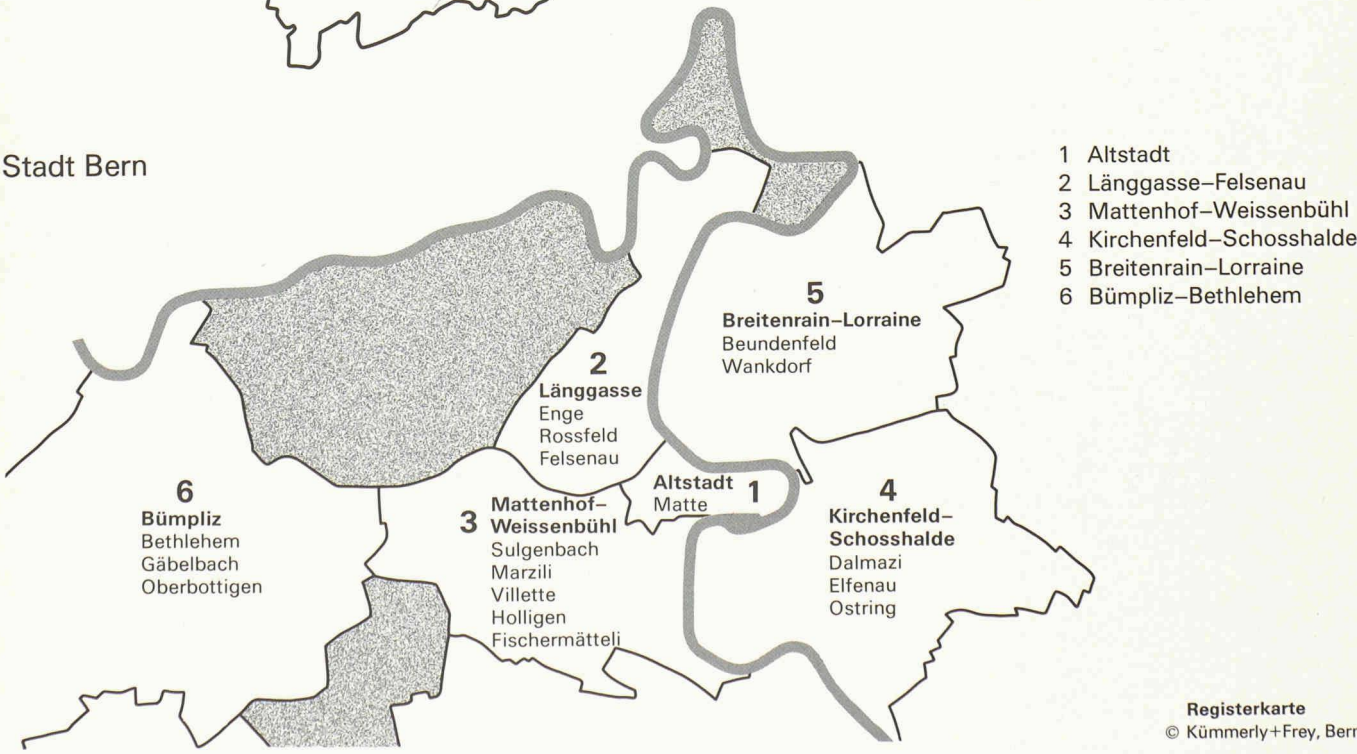 Stadt Bern
1 Altstadt
2 Länggasse–Felsenau
3 Mattenhof–Weissenbühl
4 Kirchenfeld–Schosshalde
5 Breitenrain–Lorraine
6 Bümpliz–Bethlehem
5
Breitenrain–Lorraine
Beundenfeld
Wankdorf
2
Länggasse
Enge
Rossfeld
Felsenau
Altstadt 1
Matte
6
Bümpliz
Bethlehem
Gäbelbach
Oberbottigen
3 Mattenhof–
Weissenbühl
Sulgenbach
Marzili
Villette
Holligen
Fischermätteli
4
Kirchenfeld–
Schosshalde
Dalmazi
Elfenau
Ostring
Registerkarte
© Kümmerly+Frey, Bern